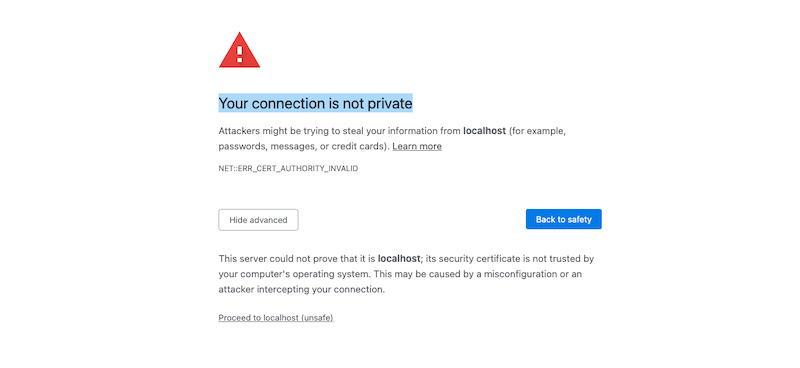 Your connection is not private
Attackers might be trying to steal your information from localhost (for example,
passwords, messages, or credit cards). Learn more
NET::ERR_CERT_AUTHORITY_INVALID
Hide advanced
Back to safety
This server could not prove that it is localhost; its security certificate is not trusted by
your computer's operating system. This may be caused by a misconfiguration or an
attacker intercepting your connection.
Proceed to localhost (unsafe)